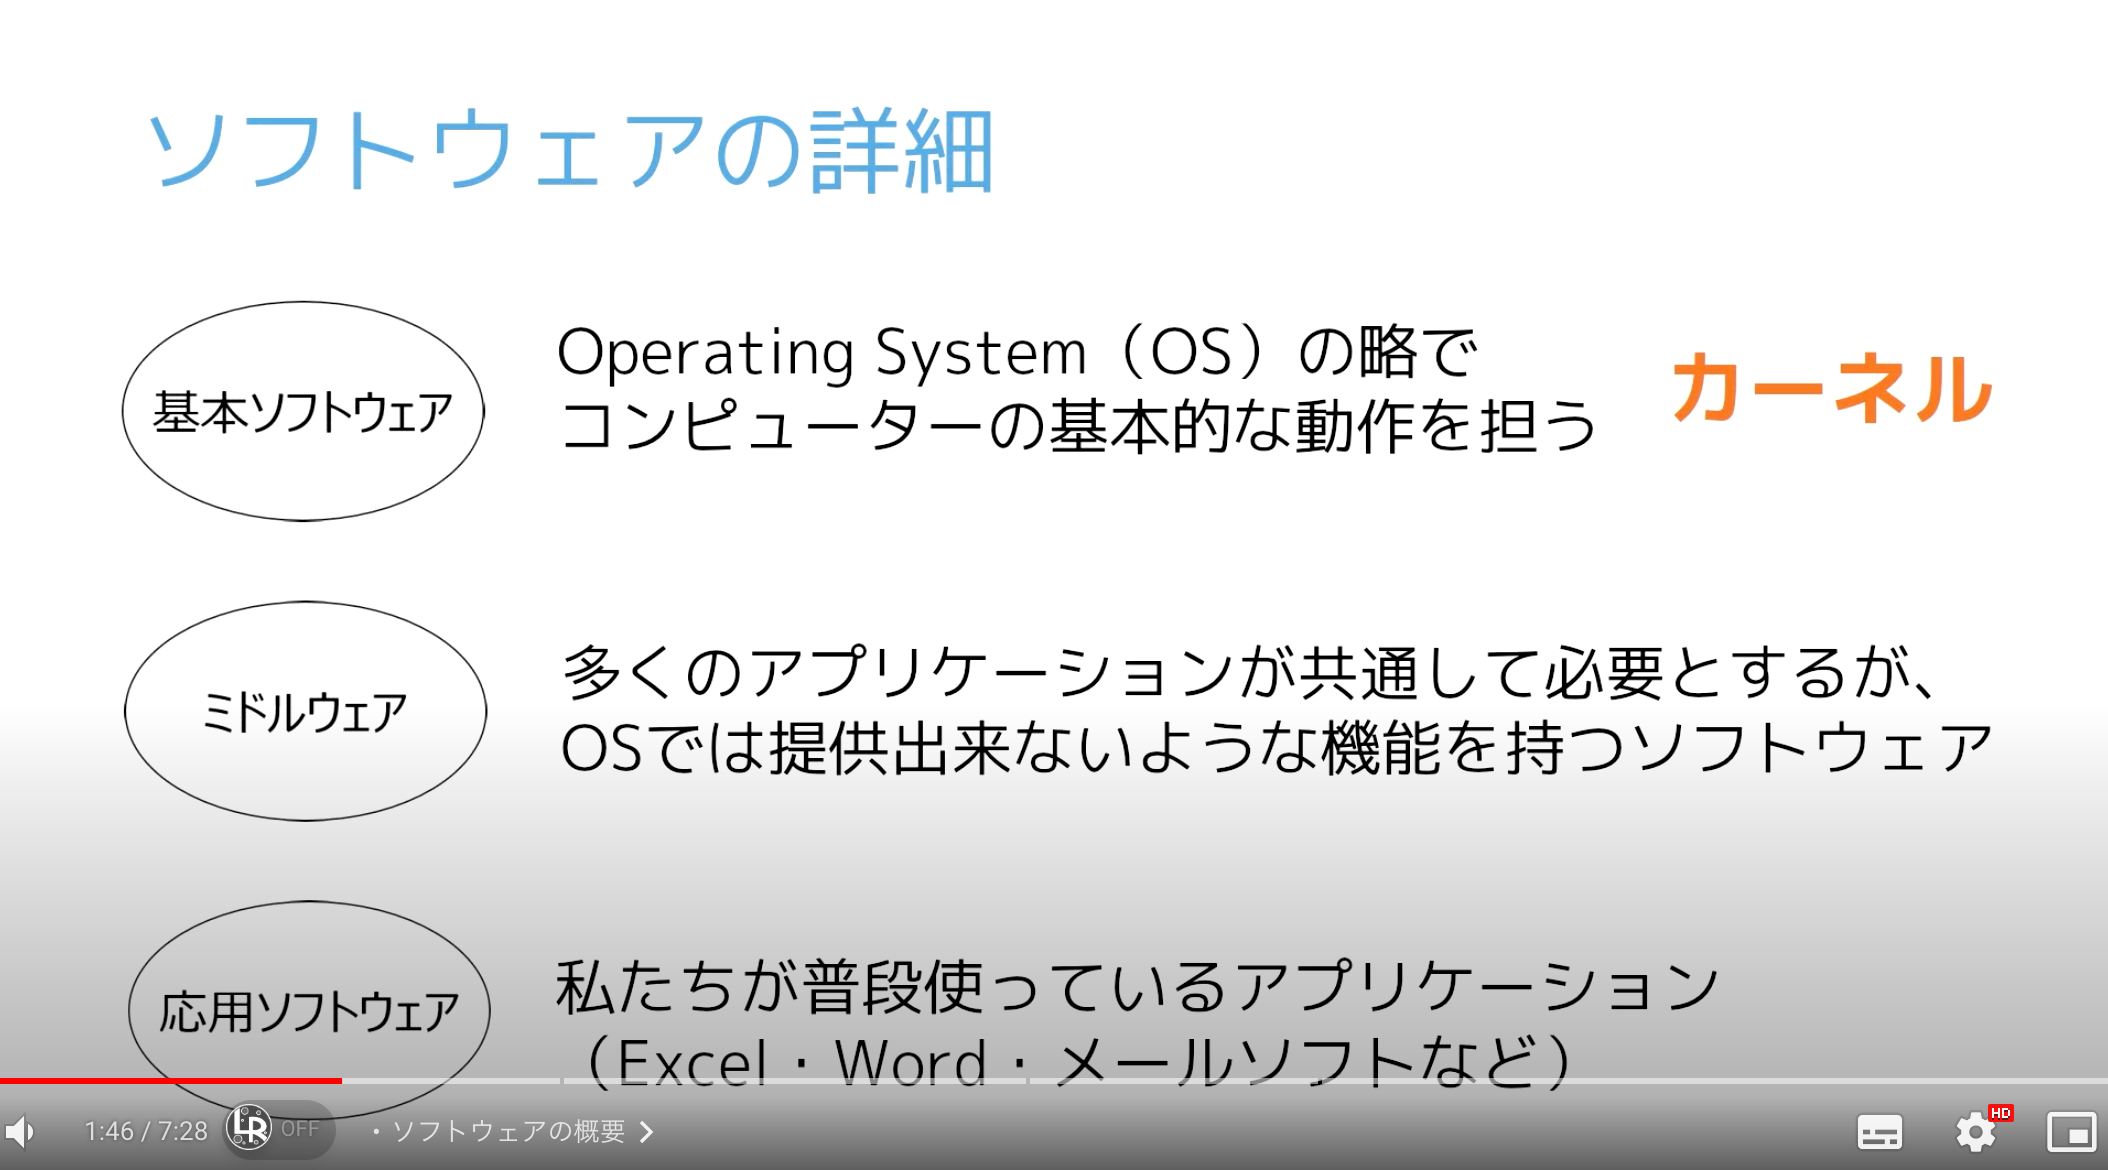 ソフトウェアの詳細
基本ソフトウェア
Operating System（OS）の略で
コンピューターの基本的な動作を担う
カーネル
ミドルウェア
多くのアプリケーションが共通して必要とするが、
OSでは提供出来ないような機能を持つソフトウェア
応用ソフトウェア
私たちが普段使っているアプリケーション
（Excel・Word・メールソフトなど）
1:46 / 7:28
LR
OFF
・ソフトウェアの概要
HD